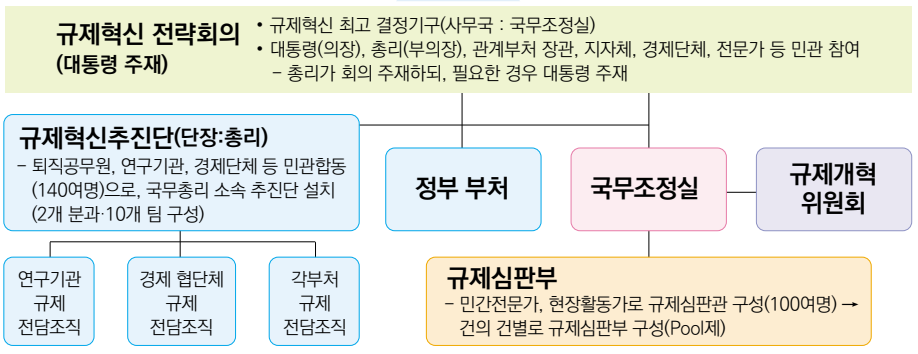 규제혁신 전략회의
(대통령 주재)
• 규제혁신 최고 결정기구(사무국 : 국무조정실)
• 대통령(의장), 총리(부의장), 관계부처 장관, 지자체, 경제단체, 전문가 등 민관 참여
– 총리가 회의 주재하되, 필요한 경우 대통령 주재
규제혁신추진단(단장:총리)
– 퇴직공무원, 연구기관, 경제단체 등 민관합동
(140여명)으로, 국무총리 소속 추진단 설치
(2개 분과·10개 팀 구성)
정부 부처
국무조정실
규제개혁
위원회
연구기관
규제
전담조직
경제 협단체
규제
전담조직
각부처
규제
전담조직
규제심판부
– 민간전문가, 현장활동가로 규제심판관 구성(100여명) →
건의 건별로 규제심판부 구성(Pool제)